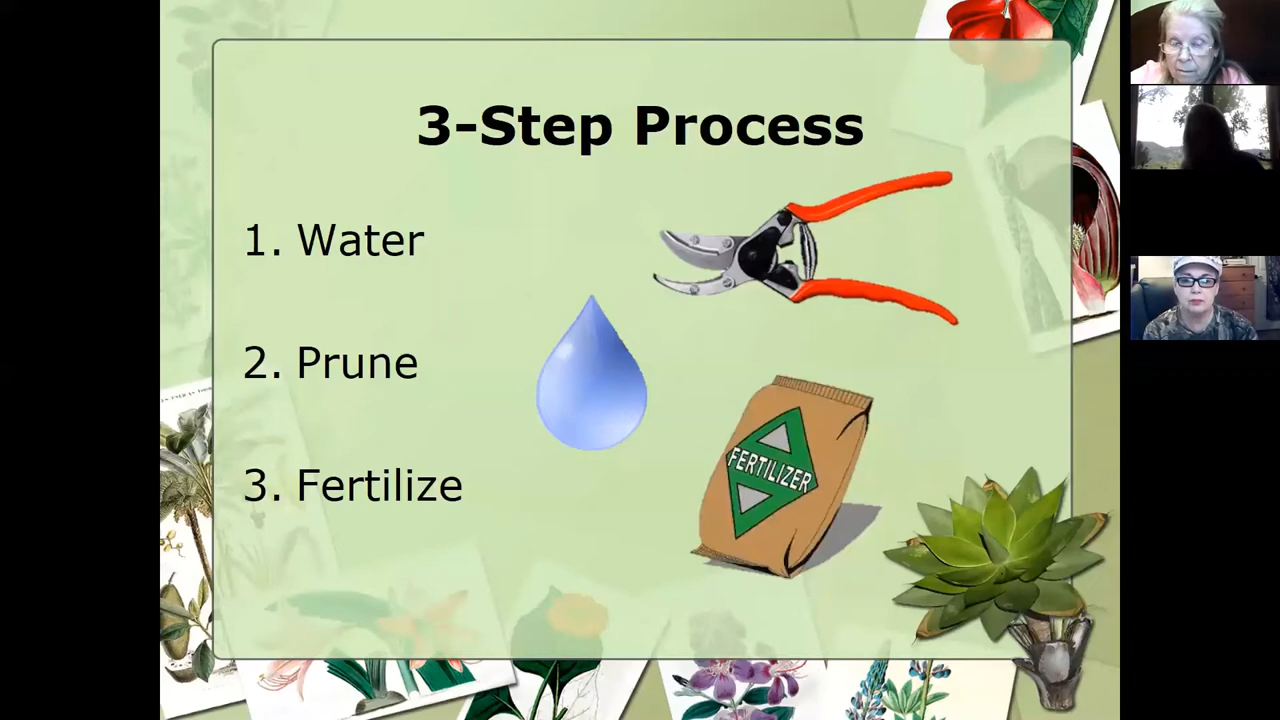 3-Step Process
1. Water
2. Prune
3. Fertilize
FERTILIZER